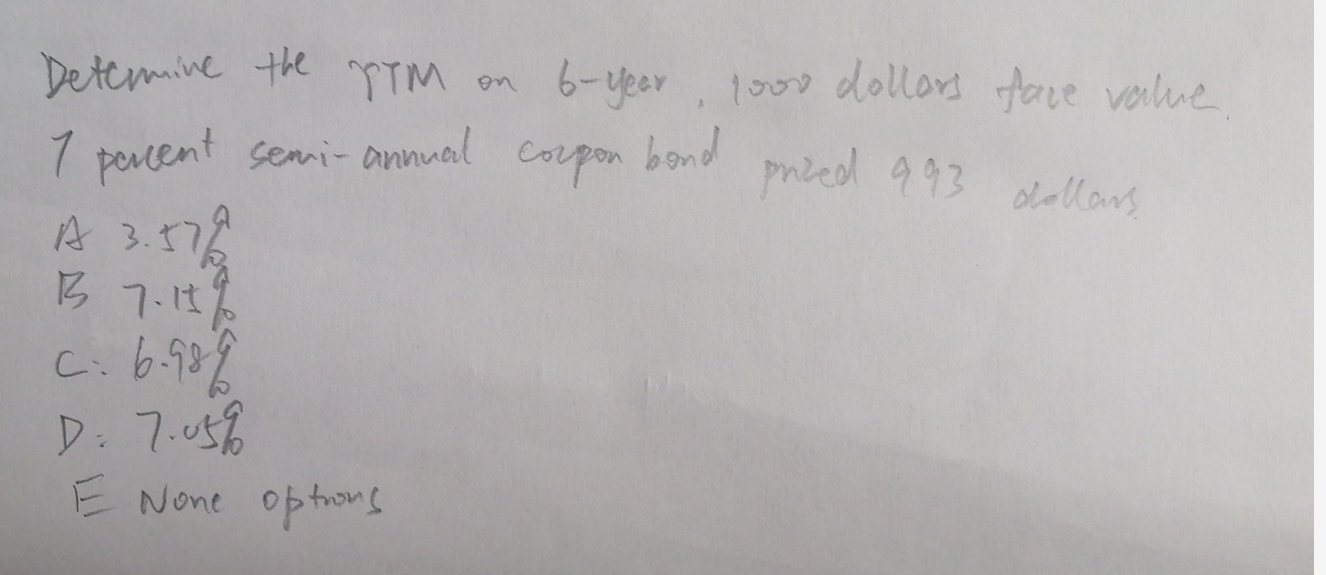 Determine the YTM on 6-year, 1000 dollars face value.
7 percent semi-annual coupon bond prized 993 dollars
A 3.57%
B 7.15%
C: 6.98%
D: 7.05%
E None options